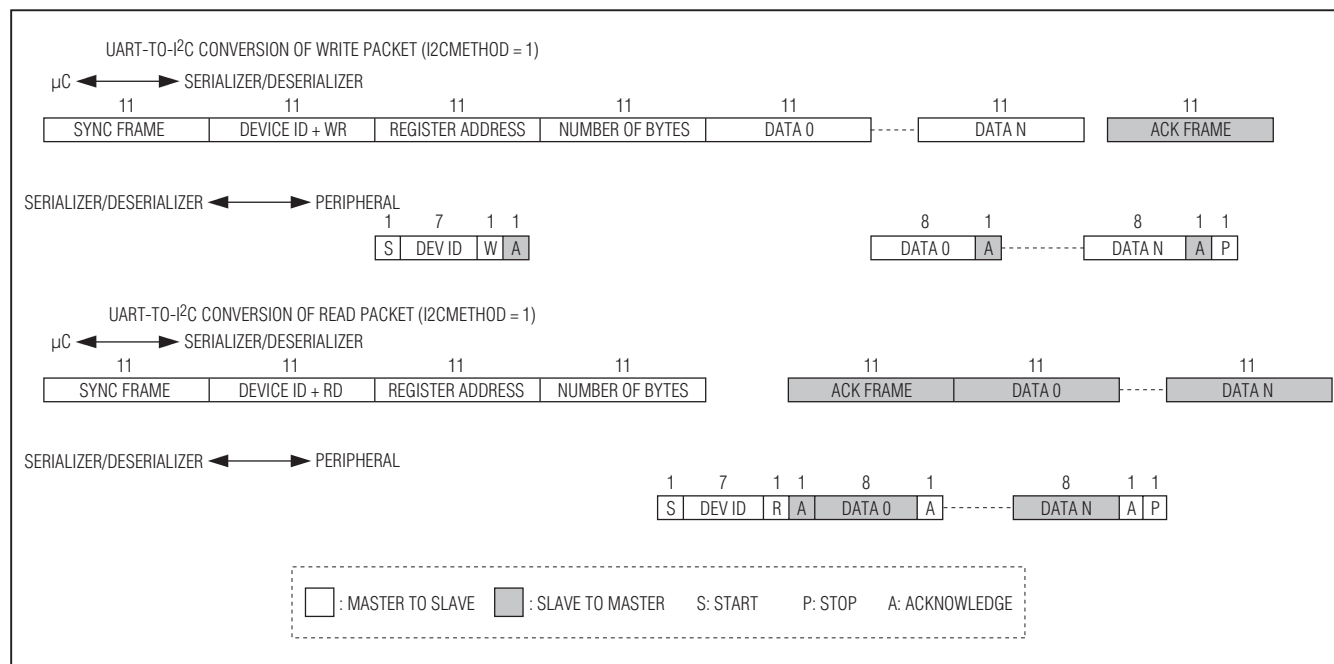 UART-TO-I2C CONVERSION OF WRITE PACKET (I2CMETHOD = 1)
µC SERIALIZER/DESERIALIZER
11 11 11 11 11 11 11
SYNC FRAME DEVICE ID + WR REGISTER ADDRESS NUMBER OF BYTES DATA 0 DATA N ACK FRAME
SERIALIZER/DESERIALIZER PERIPHERAL
1 7 1 1 8 1 8 1 1
S DEV ID W A DATA 0 A DATA N A P
UART-TO-I2C CONVERSION OF READ PACKET (I2CMETHOD = 1)
µC SERIALIZER/DESERIALIZER
11 11 11 11 11 11 11
SYNC FRAME DEVICE ID + RD REGISTER ADDRESS NUMBER OF BYTES ACK FRAME DATA 0 DATA N
SERIALIZER/DESERIALIZER PERIPHERAL
1 7 1 1 8 1 8 1 1
S DEV ID R A DATA 0 A DATA N A P
: MASTER TO SLAVE : SLAVE TO MASTER S: START P: STOP A: ACKNOWLEDGE